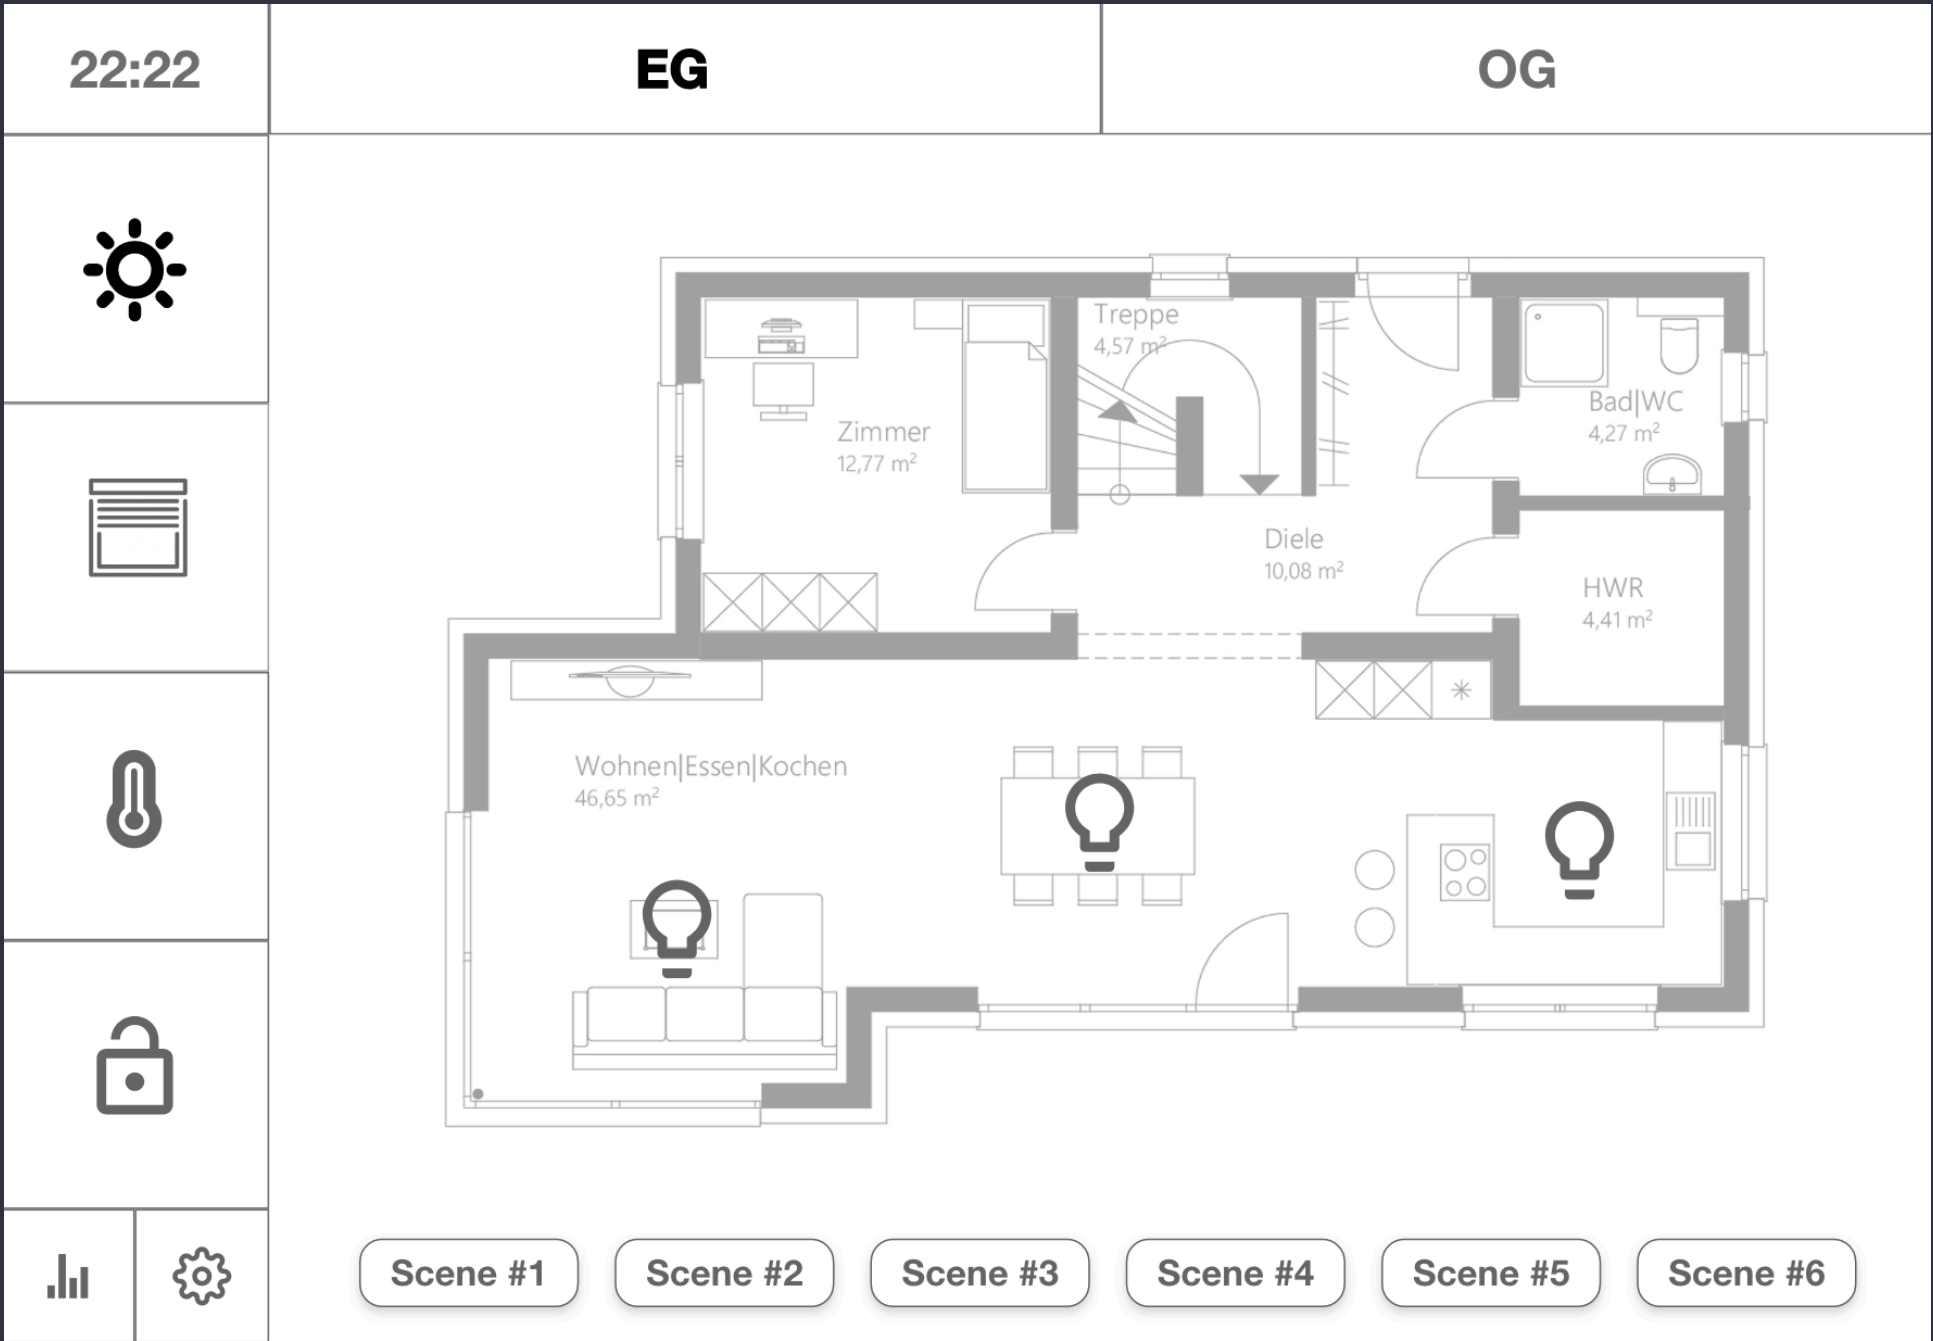 22:22
EG
OG
Treppe
4,57 m²
Zimmer
12,77 m²
Bad|WC
4,27 m²
Diele
10,08 m²
HWR
4,41 m²
Wohnen|Essen|Kochen
46,65 m²
Scene #1
Scene #2
Scene #3
Scene #4
Scene #5
Scene #6